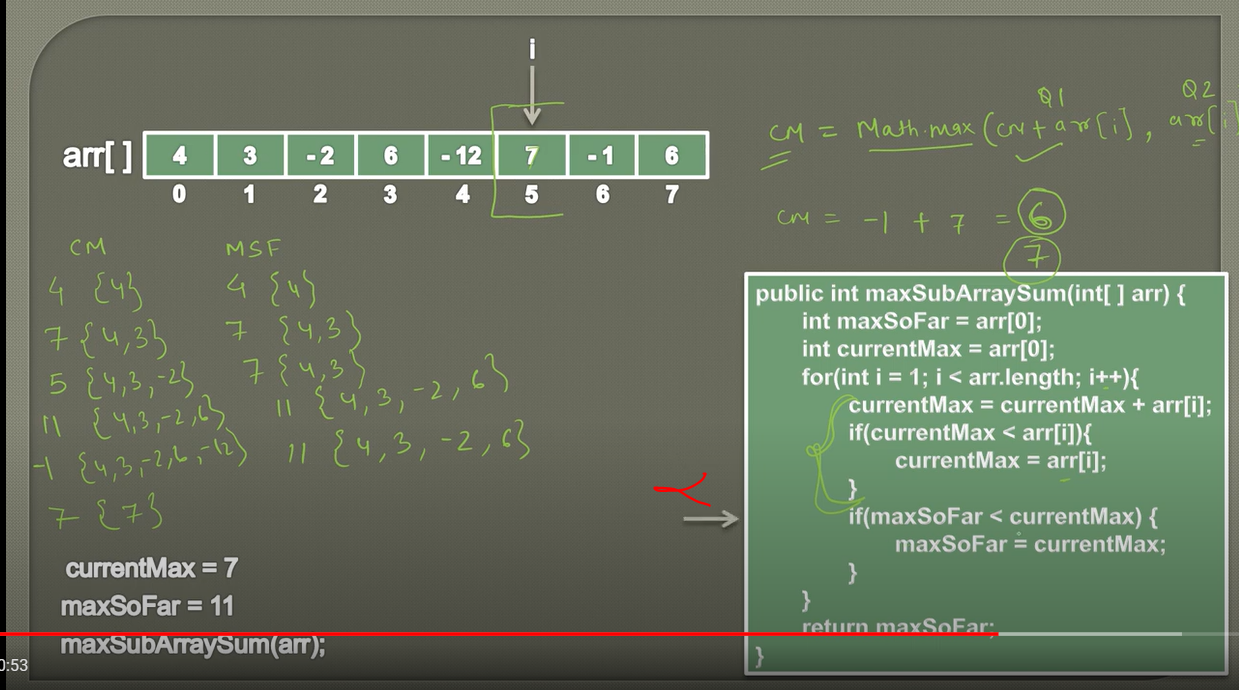 i
Q1
Q2
CM = Math.max (CM + arr[i], arr[i]
arr[ ] 4 3 -2 6 -12 7 -1 6
0 1 2 3 4 5 6 7
CM = -1 + 7 = 6
7
CM MSF
4 {4} 4 {4}
7 {4,3} 7 {4,3}
5 {4,3,-2} 7 {4,3}
11 {4,3,-2,6} 11 {4,3,-2,6}
-1 {4,3,-2,6,-12} 11 {4,3,-2,6}
7 {7}
currentMax = 7
maxSoFar = 11
maxSubArraySum(arr);
public int maxSubArraySum(int[ ] arr) {
int maxSoFar = arr[0];
int currentMax = arr[0];
for(int i = 1; i < arr.length; i++){
currentMax = currentMax + arr[i];
if(currentMax < arr[i]){
currentMax = arr[i];
}
if(maxSoFar < currentMax) {
maxSoFar = currentMax;
}
}
return maxSoFar;
}
0:53